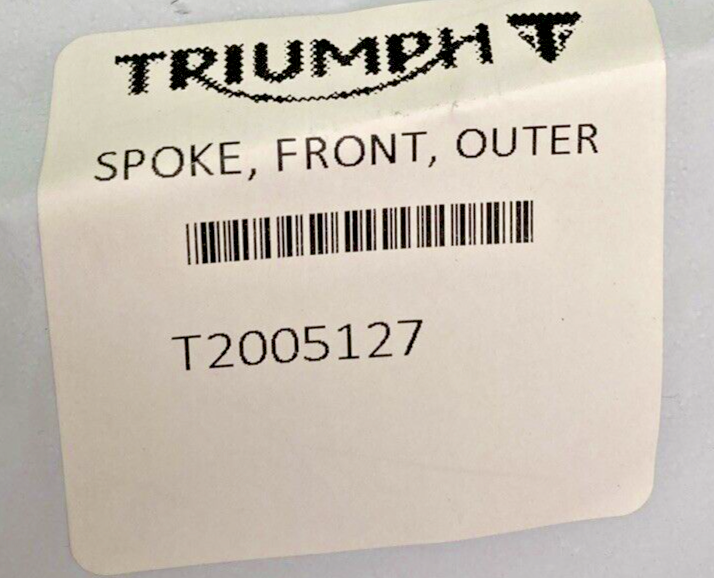 TRIUMPH
SPOKE, FRONT, OUTER
T2005127